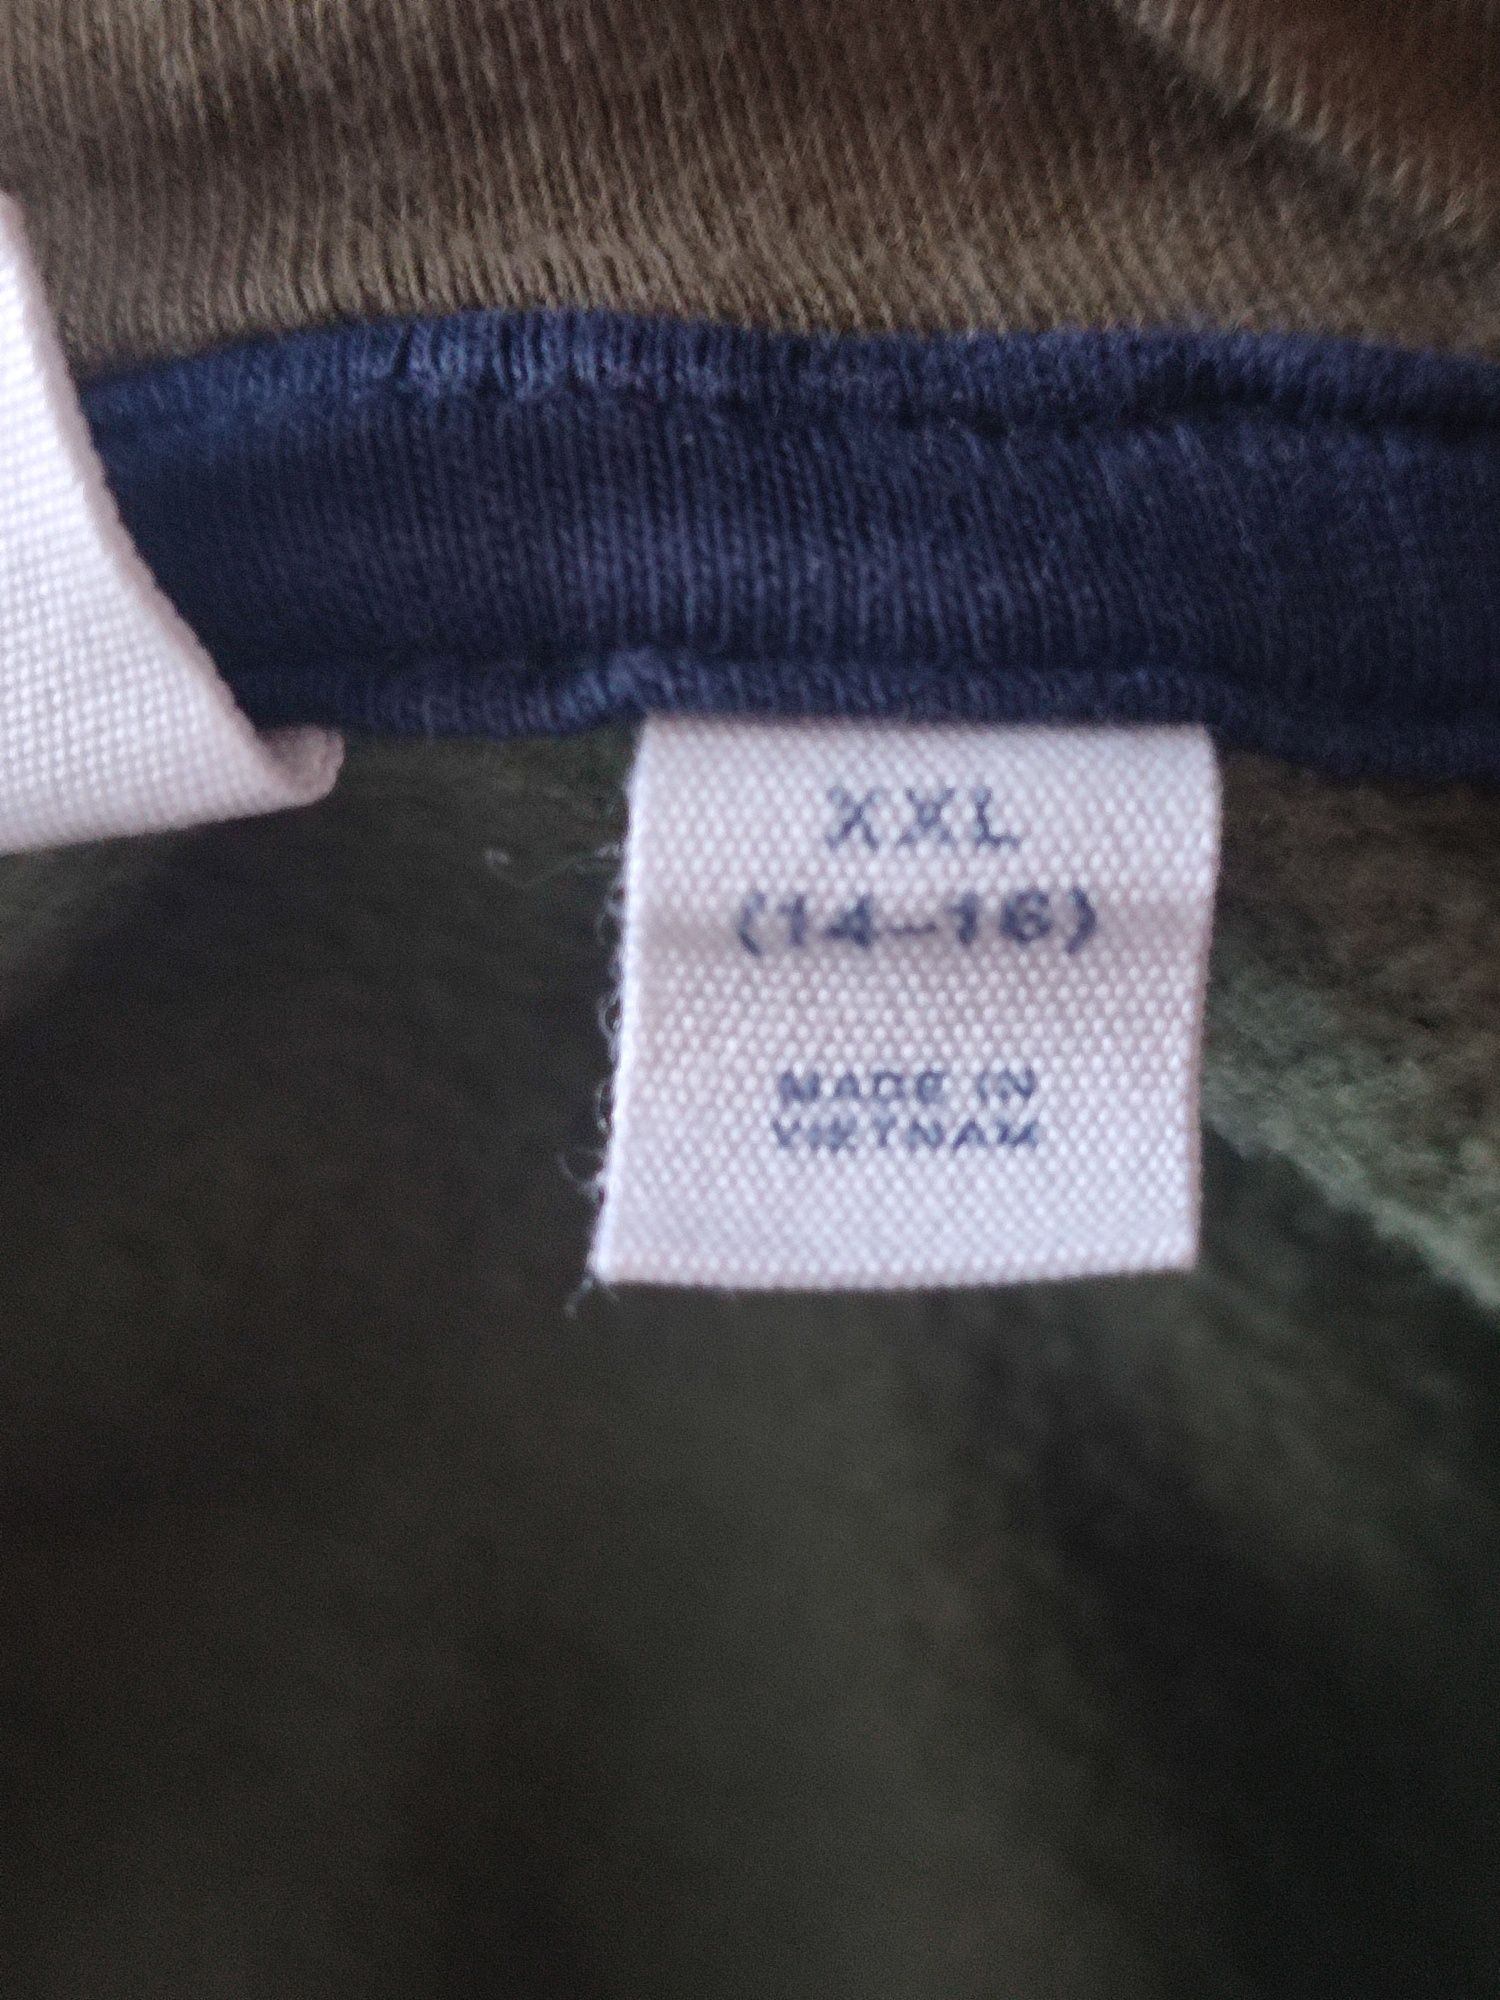 XXL
(14-16)
MADE IN
VIETNAM